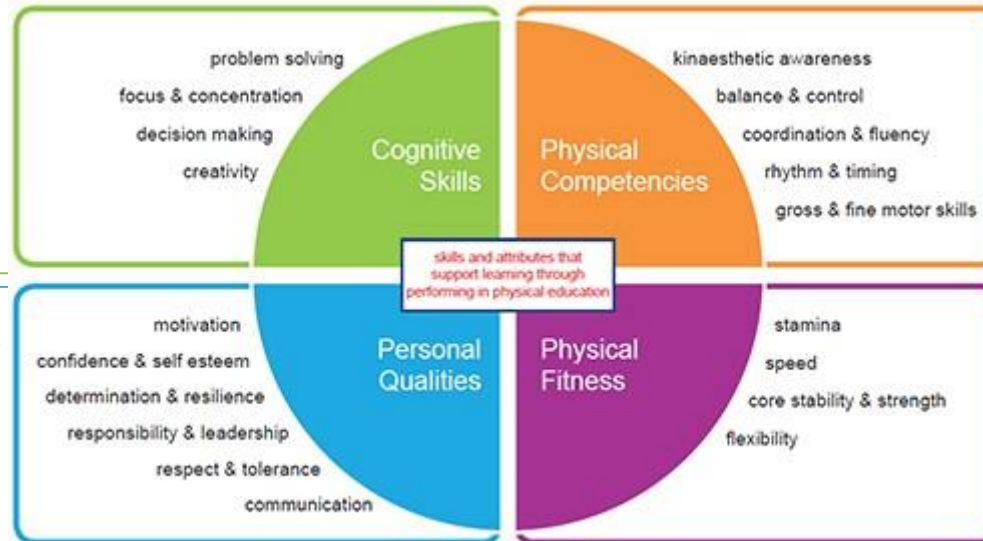 problem solving
focus & concentration
decision making
creativity
Cognitive
Skills
kinaesthetic awareness
balance & control
coordination & fluency
rhythm & timing
gross & fine motor skills
Physical
Competencies
skills and attributes that
support learning through
performing in physical education
motivation
confidence & self esteem
determination & resilience
responsibility & leadership
respect & tolerance
communication
Personal
Qualities
Physical
Fitness
stamina
speed
core stability & strength
flexibility